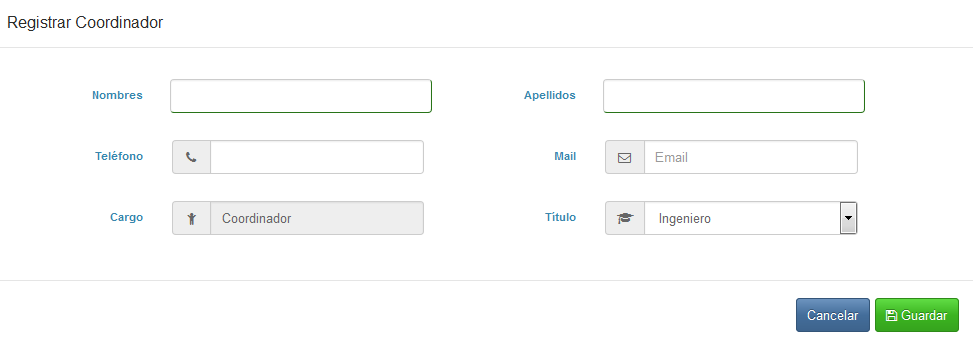 Registrar Coordinador
Nombres
Apellidos
Teléfono
Mail
Email
Cargo
Coordinador
Título
Ingeniero
Cancelar
Guardar